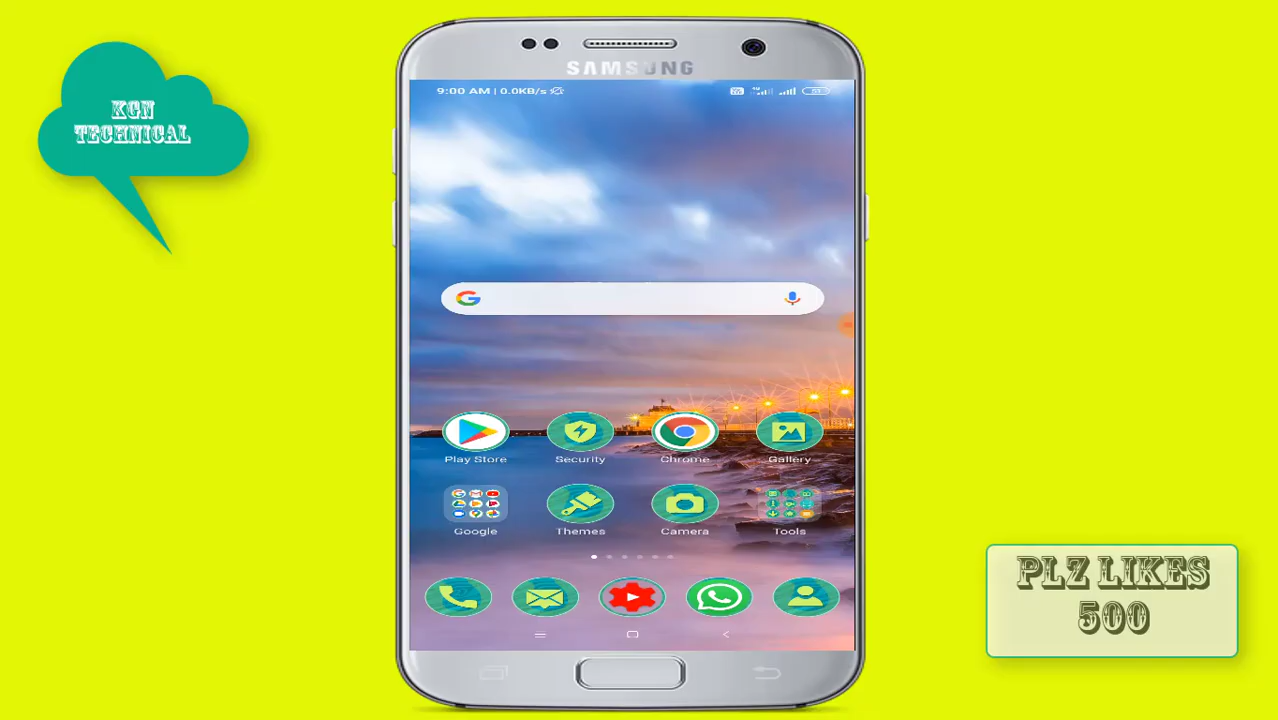 KGN
TECHNICAL
SAMSUNG
9:00 AM | 0.0KB/s
Play Store
Security
Chrome
Gallery
Google
Themes
Camera
Tools
PLZ LIKES
500